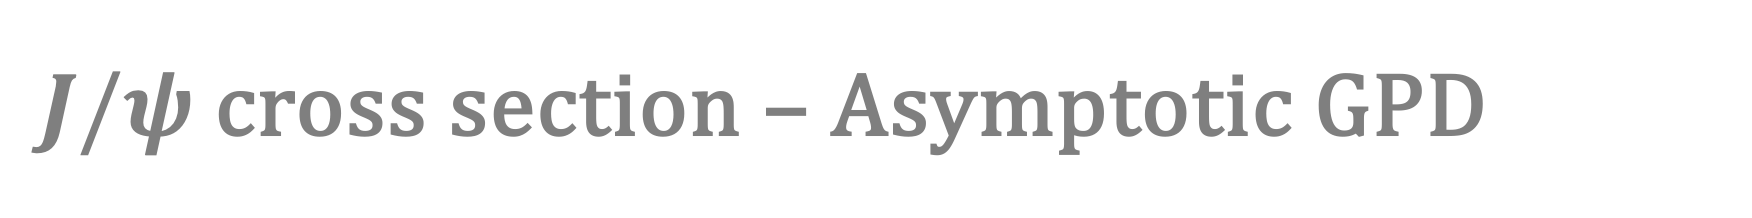 J/ψ cross section – Asymptotic GPD